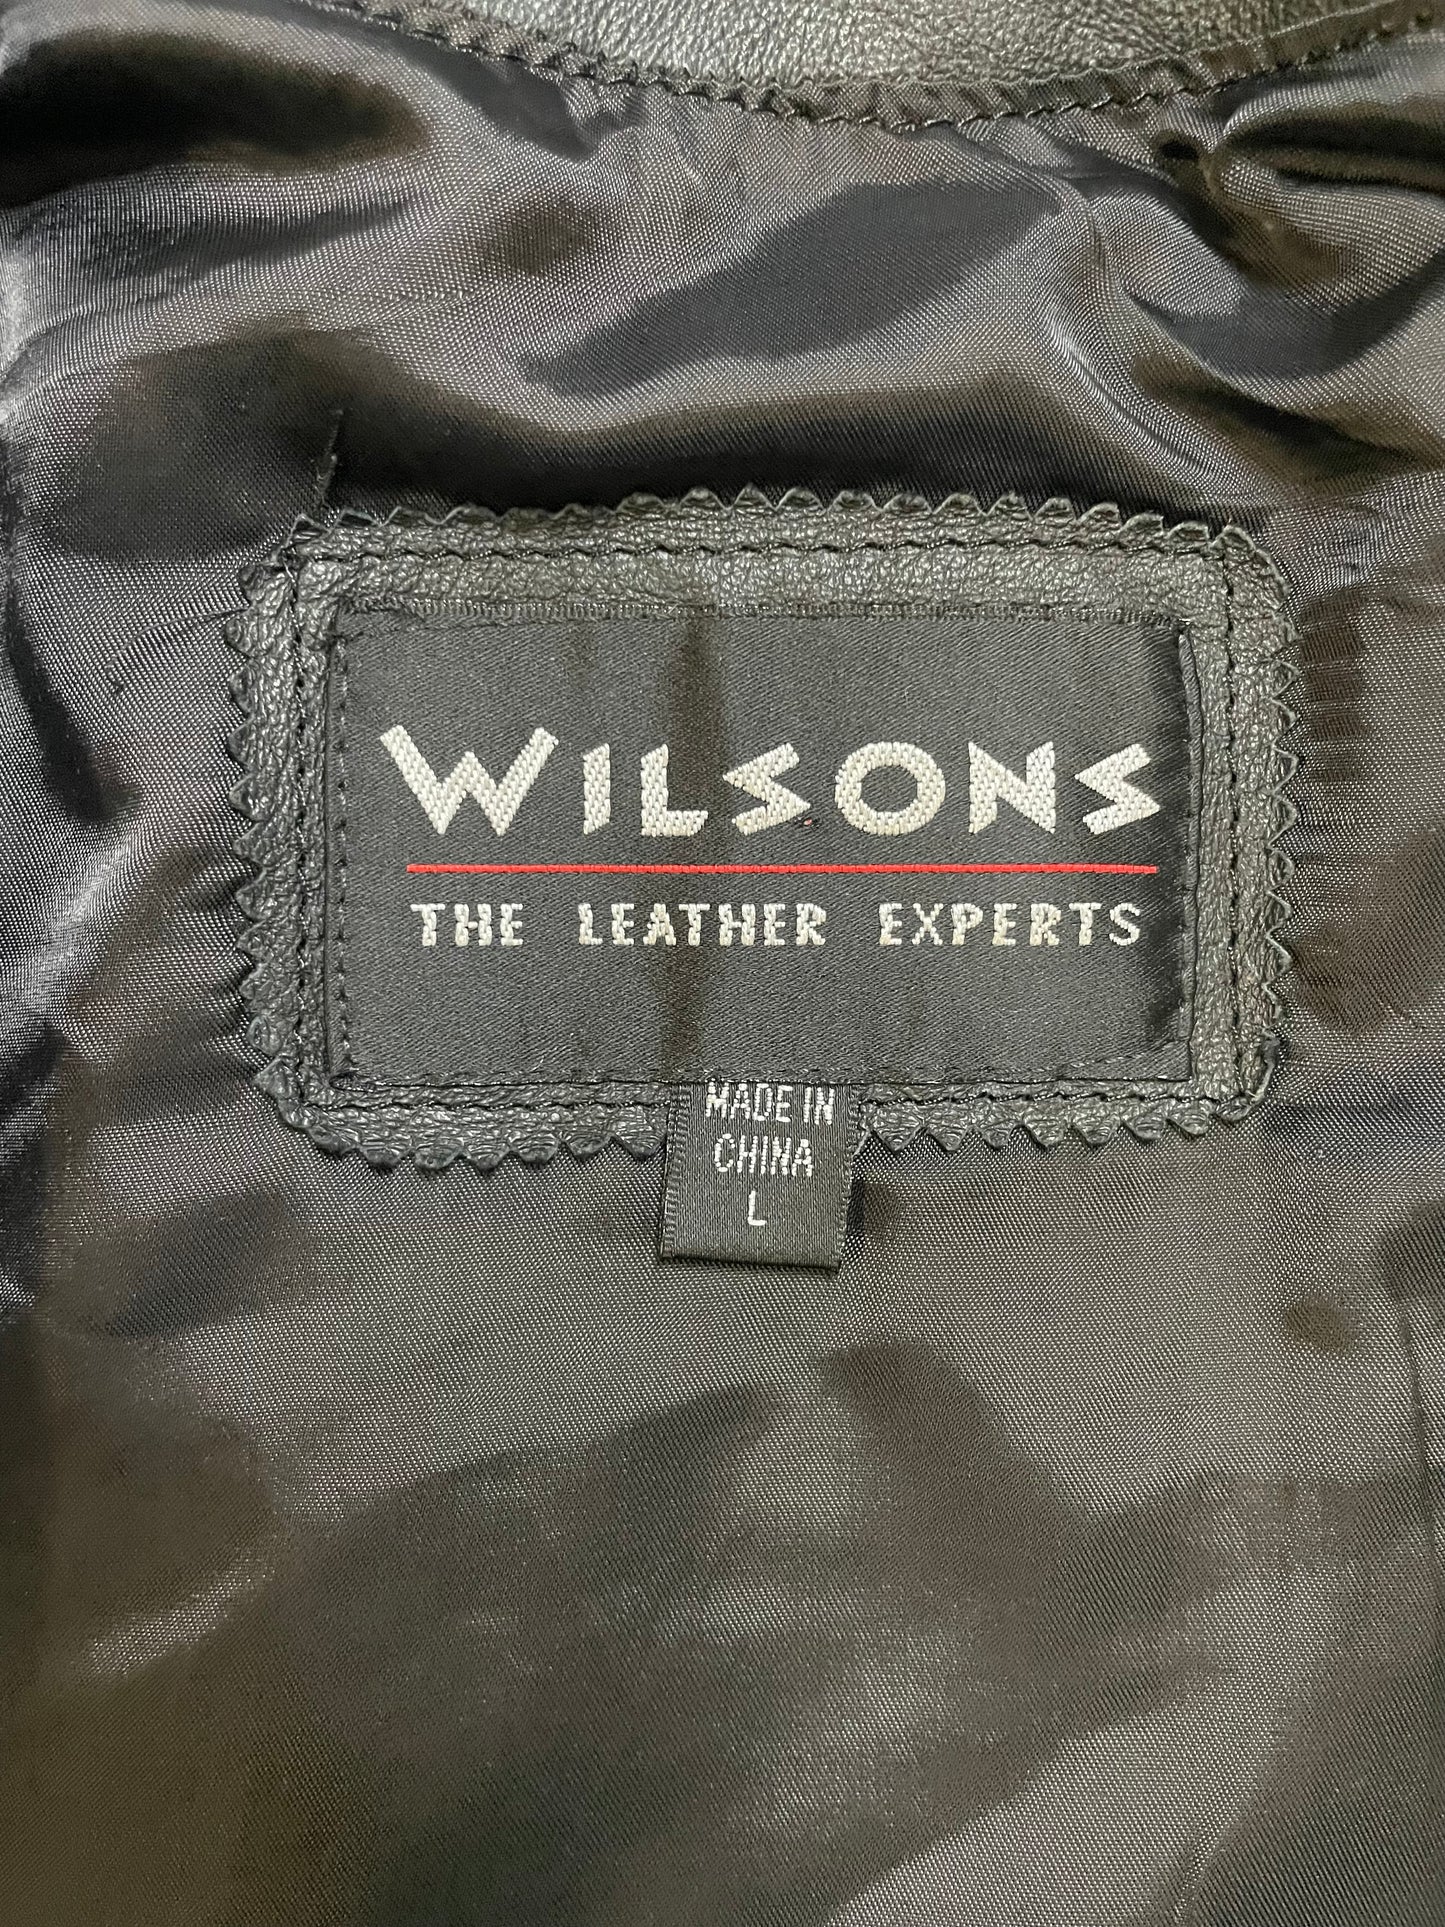 WILSONS
THE LEATHER EXPERTS
MADE IN
CHINA
L